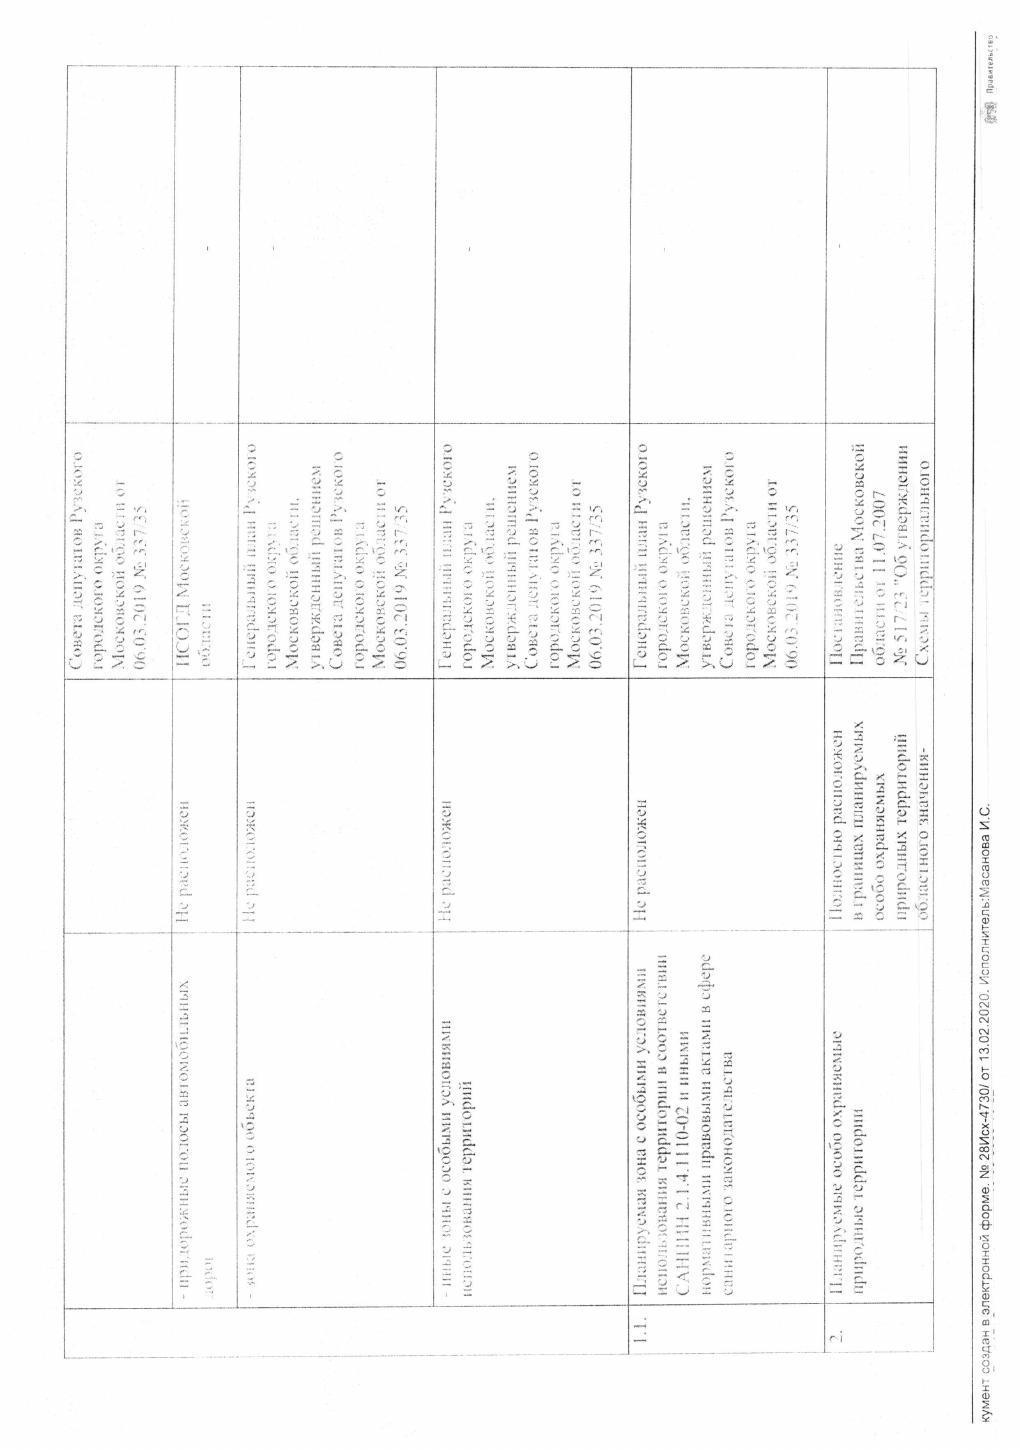 Совета депутатов Рузского
городского округа
Московской области от
06.03.2019 № 337/35
- придорожные полосы автомобильных
дорог
Не расположен
ИСОГД Московской
области
-
- зона охраняемого объекта
Не расположен
Генеральный план Рузского
городского округа
Московской области,
утвержденный решением
Совета депутатов Рузского
городского округа
Московской области от
06.03.2019 № 337/35
-
- иные зоны с особыми условиями
использования территорий
Не расположен
Генеральный план Рузского
городского округа
Московской области,
утвержденный решением
Совета депутатов Рузского
городского округа
Московской области от
06.03.2019 № 337/35
-
1.1.
Планируемая зона с особыми условиями
использования территории в соответствии
САНПИН 2.1.4.1110-02 и иными
нормативными правовыми актами в сфере
санитарного законодательства
Не расположен
Генеральный план Рузского
городского округа
Московской области,
утвержденный решением
Совета депутатов Рузского
городского округа
Московской области от
06.03.2019 № 337/35
-
2.
Планируемые особо охраняемые
природные территории
Полностью расположен
в границах планируемых
особо охраняемых
природных территорий
областного значения-
Постановление
Правительства Московской
области от 11.07.2007
№ 517/23 "Об утверждении
Схемы территориального
-
кумент создан в электронной форме. № 28Исх-4730/ от 13.02.2020. Исполнитель:Масанова И.С.
Правительство